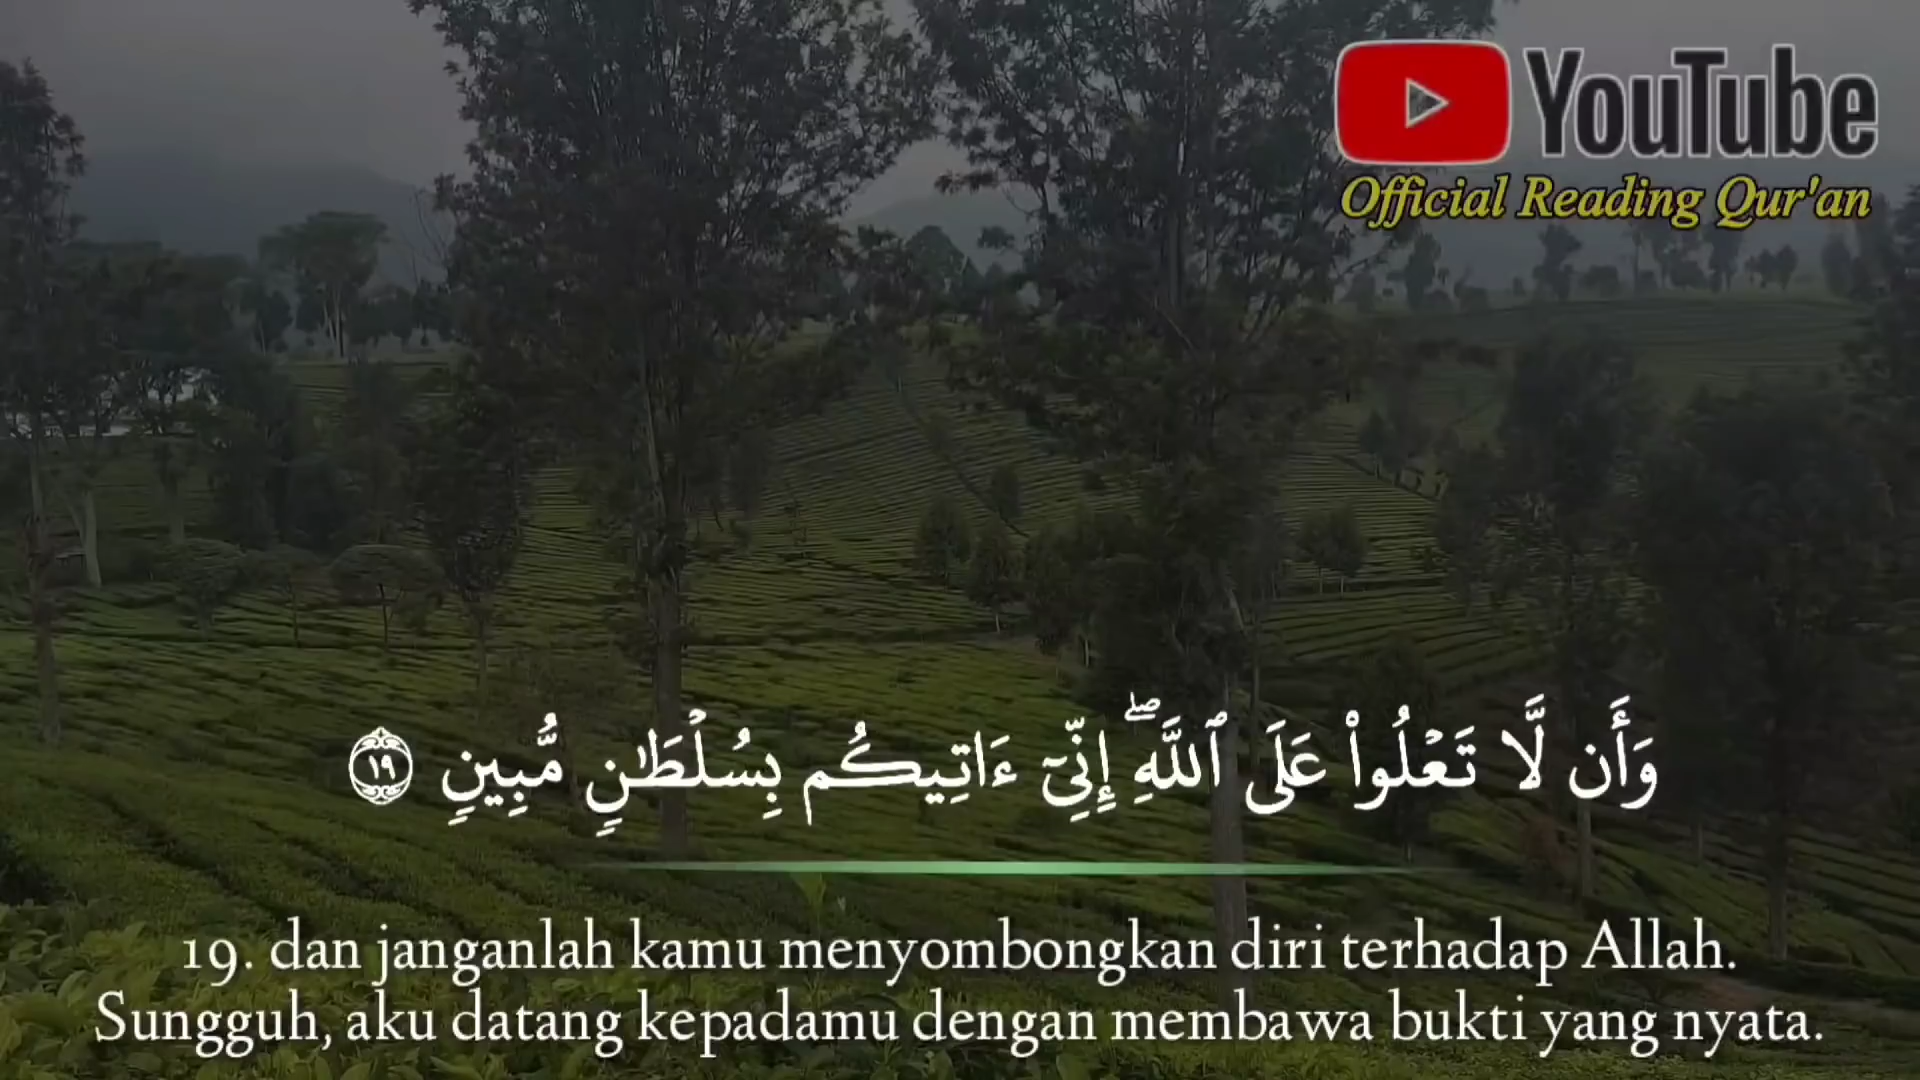 YouTube
Official Reading Qur'an
وَأَن لَّا تَعْلُوا۟ عَلَى ٱللَّهِ ۖ إِنِّىٓ ءَاتِيكُم بِسُلْطَـٰنٍ مُّبِينٍ ١٩
19. dan janganlah kamu menyombongkan diri terhadap Allah.
Sungguh, aku datang kepadamu dengan membawa bukti yang nyata.